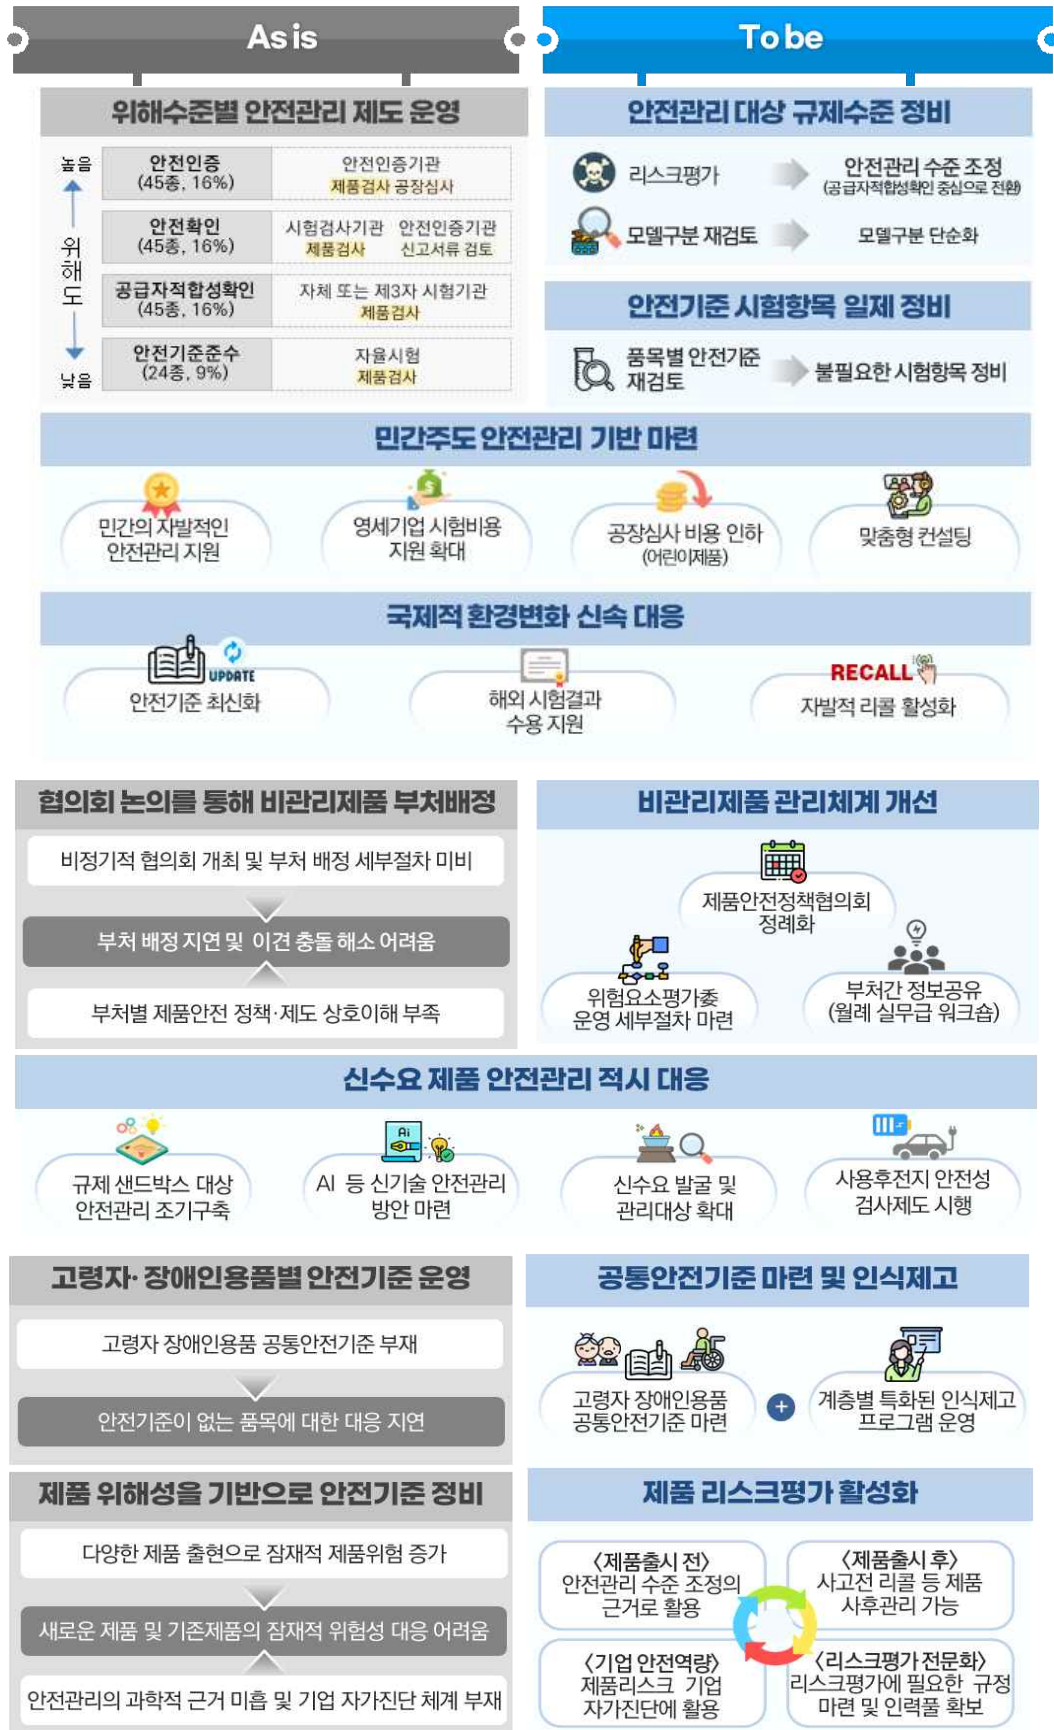 As is
To be
위해수준별 안전관리 제도 운영
높음
위해도
낮음
안전인증
(45종, 16%)
안전인증기관
제품검사 공장심사
안전확인
(45종, 16%)
시험검사기관 안전인증기관
제품검사 신고서류 검토
공급자적합성확인
(45종, 16%)
자체 또는 제3자 시험기관
제품검사
안전기준준수
(24종, 9%)
자율시험
제품검사
안전관리 대상 규제수준 정비
리스크평가
안전관리 수준 조정
(공급자적합성확인 중심으로 전환)
모델구분 재검토
모델구분 단순화
안전기준 시험항목 일제 정비
품목별 안전기준
재검토
불필요한 시험항목 정비
민간주도 안전관리 기반 마련
민간의 자발적인
안전관리 지원
영세기업 시험비용
지원 확대
공장심사 비용 인하
(어린이제품)
맞춤형 컨설팅
국제적 환경변화 신속 대응
UPDATE
안전기준 최신화
해외 시험결과
수용 지원
RECALL
자발적 리콜 활성화
협의회 논의를 통해 비관리제품 부처배정
비정기적 협의회 개최 및 부처 배정 세부절차 미비
부처 배정 지연 및 이견 충돌 해소 어려움
부처별 제품안전 정책·제도 상호이해 부족
비관리제품 관리체계 개선
제품안전정책협의회
정례화
위험요소평가委
운영 세부절차 마련
부처간 정보공유
(월례 실무급 워크숍)
신수요 제품 안전관리 적시 대응
규제 샌드박스 대상
안전관리 조기구축
Ai
AI 등 신기술 안전관리
방안 마련
신수요 발굴 및
관리대상 확대
사용후전지 안전성
검사제도 시행
고령자· 장애인용품별 안전기준 운영
고령자 장애인용품 공통안전기준 부재
안전기준이 없는 품목에 대한 대응 지연
공통안전기준 마련 및 인식제고
고령자 장애인용품
공통안전기준 마련
+
계층별 특화된 인식제고
프로그램 운영
제품 위해성을 기반으로 안전기준 정비
다양한 제품 출현으로 잠재적 제품위험 증가
새로운 제품 및 기존제품의 잠재적 위험성 대응 어려움
안전관리의 과학적 근거 미흡 및 기업 자가진단 체계 부재
제품 리스크평가 활성화
〈제품출시 전〉
안전관리 수준 조정의
근거로 활용
〈제품출시 후〉
사고전 리콜 등 제품
사후관리 가능
〈기업 안전역량〉
제품리스크 기업
자가진단에 활용
〈리스크평가 전문화〉
리스크평가에 필요한 규정
마련 및 인력풀 확보